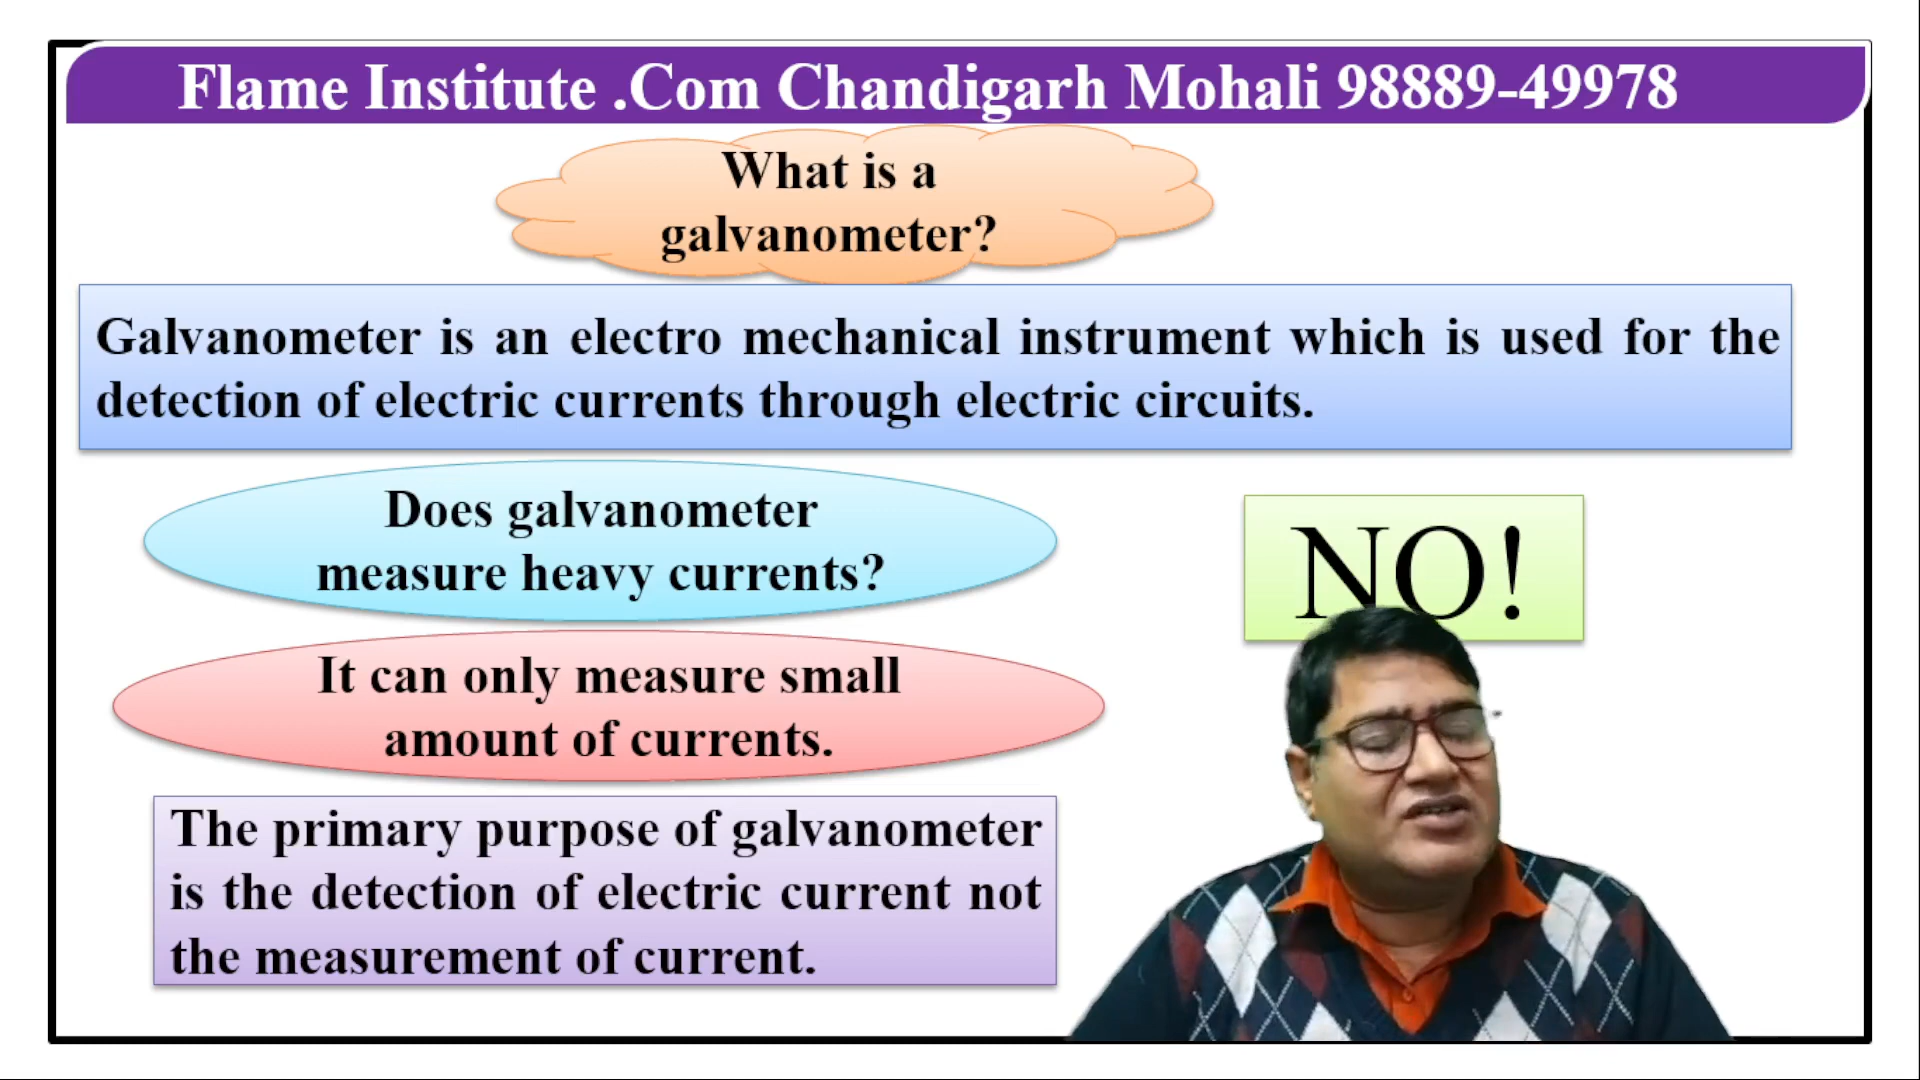 Flame Institute .Com Chandigarh Mohali 98889-49978
What is a
galvanometer?
Galvanometer is an electro mechanical instrument which is used for the
detection of electric currents through electric circuits.
Does galvanometer
measure heavy currents?
NO!
It can only measure small
amount of currents.
The primary purpose of galvanometer
is the detection of electric current not
the measurement of current.